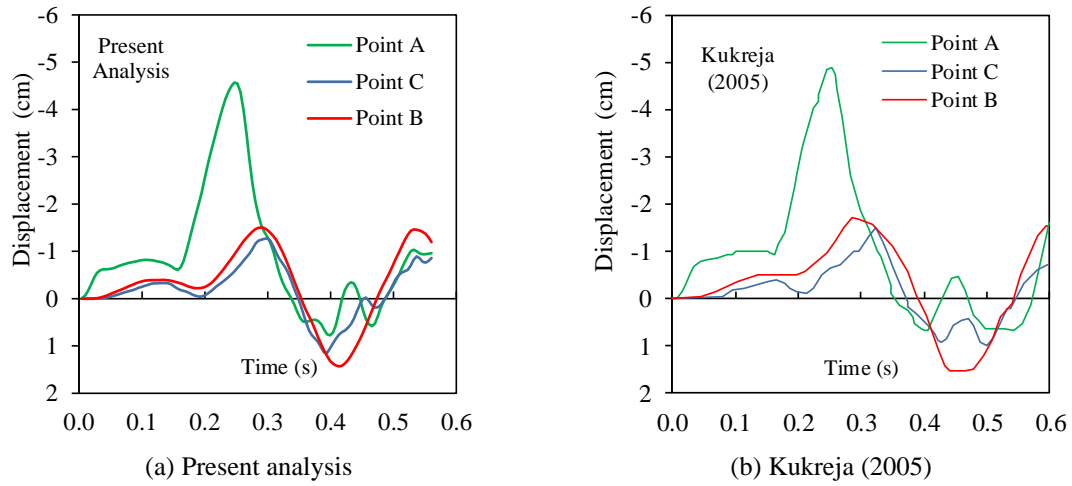 -6
-5
-4
-3
-2
-1
0
1
2
Displacement (cm)
Present
Analysis
Point A
Point C
Point B
Time (s)
0.0 0.1 0.2 0.3 0.4 0.5 0.6
(a) Present analysis
-6
-5
-4
-3
-2
-1
0
1
2
Displacement (cm)
Kukreja
(2005)
Point A
Point C
Point B
Time (s)
0.0 0.1 0.2 0.3 0.4 0.5 0.6
(b) Kukreja (2005)